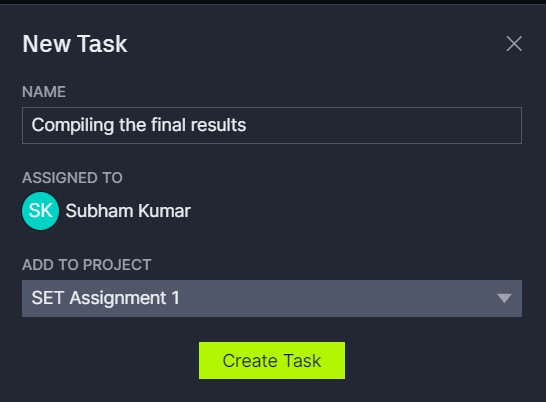 New Task
NAME
Compiling the final results
ASSIGNED TO
SK Subham Kumar
ADD TO PROJECT
SET Assignment 1
Create Task